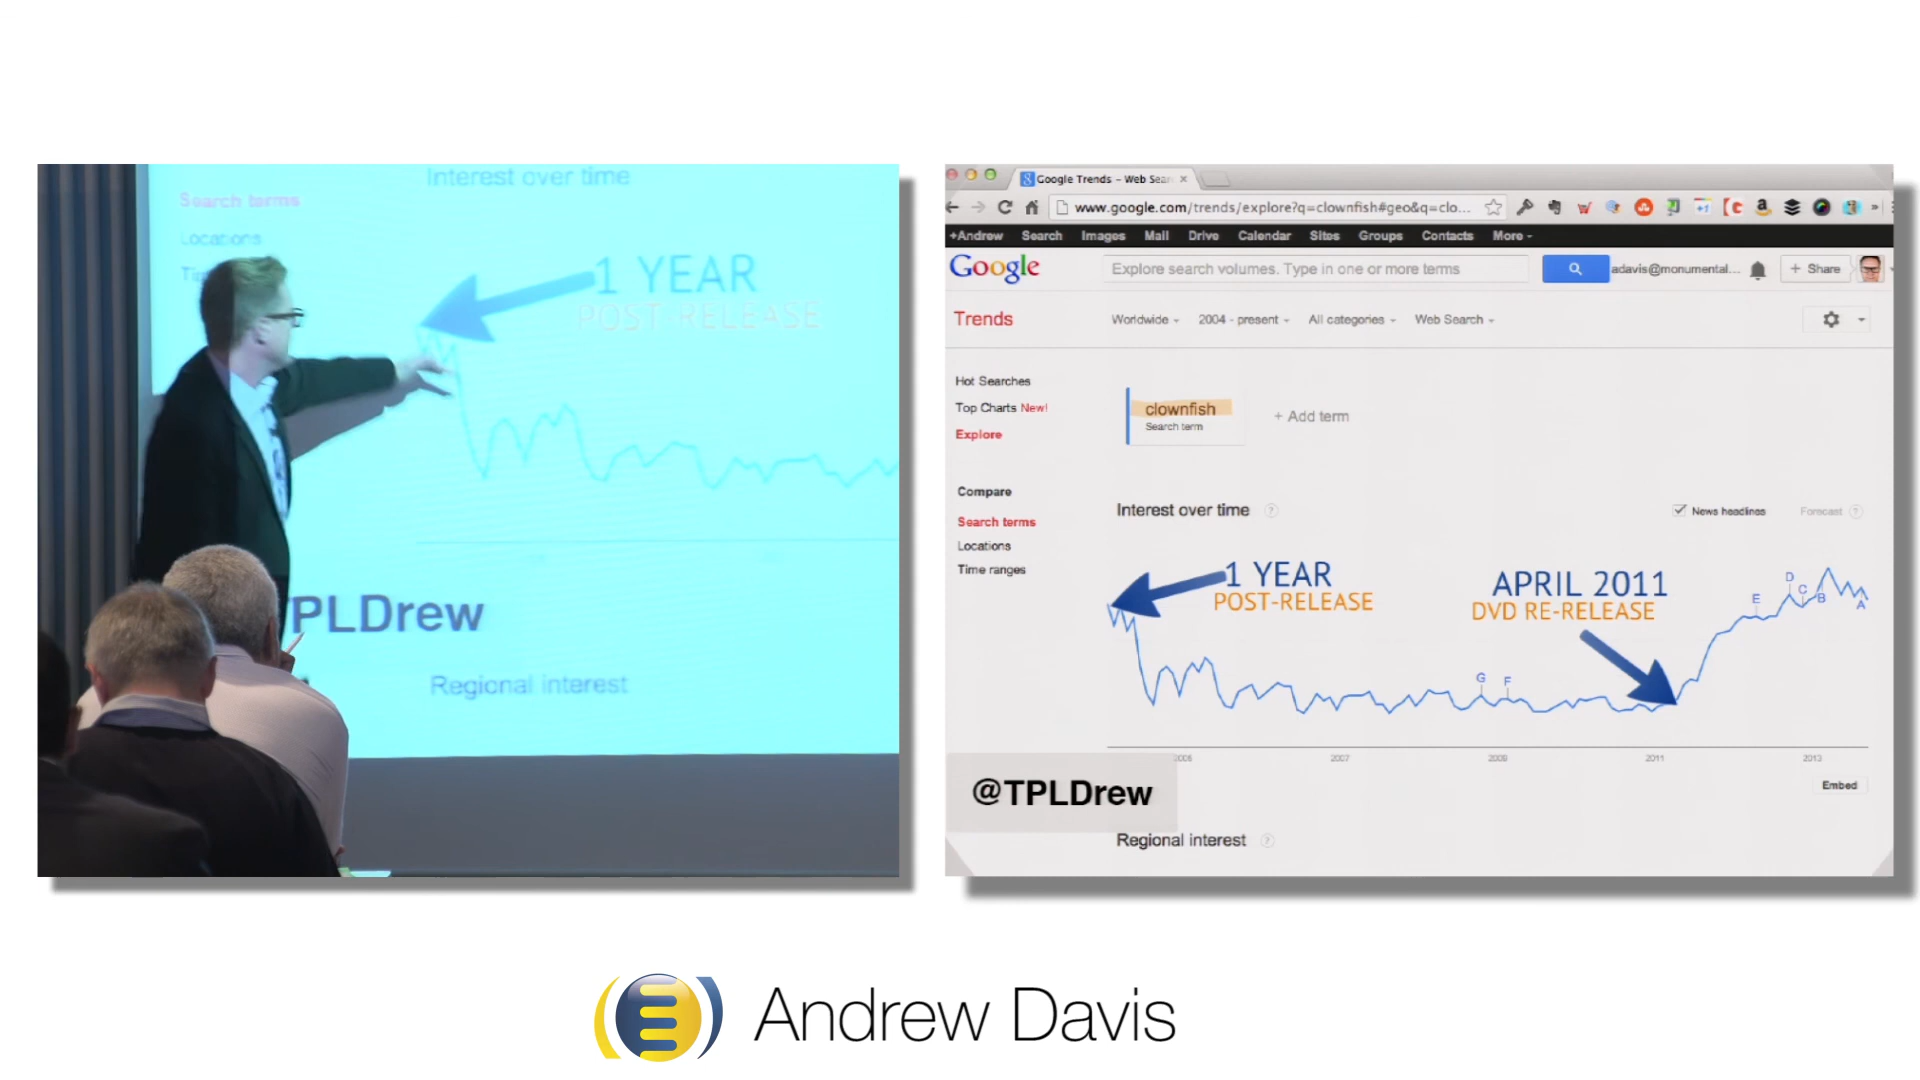 Interest over time
Search terms
Locations
1 YEAR
POST-RELEASE
TPLDrew
Regional interest
Google Trends - Web Sear
www.google.com/trends/explore?q=clownfish#geo&q=clo...
+Andrew Search Images Mail Drive Calendar Sites Groups Contacts More
Google
Explore search volumes. Type in one or more terms
adavis@monumental...
+ Share
Trends
Worldwide 2004 - present All categories Web Search
Hot Searches
Top Charts New!
Explore
clownfish
Search term
+ Add term
Compare
Search terms
Locations
Time ranges
Interest over time ?
News headlines
Forecast ?
1 YEAR
POST-RELEASE
APRIL 2011
DVD RE-RELEASE
G F E D C B A
2007 2009 2011 2013
Embed
@TPLDrew
Regional interest ?
Andrew Davis